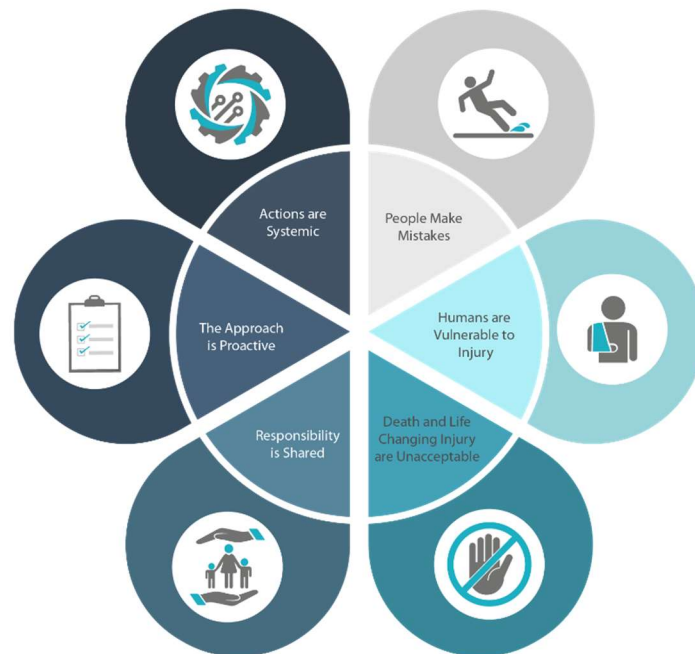 Actions are
Systemic
People Make
Mistakes
The Approach
is Proactive
Humans are
Vulnerable to
Injury
Responsibility
is Shared
Death and Life
Changing Injury
are Unacceptable